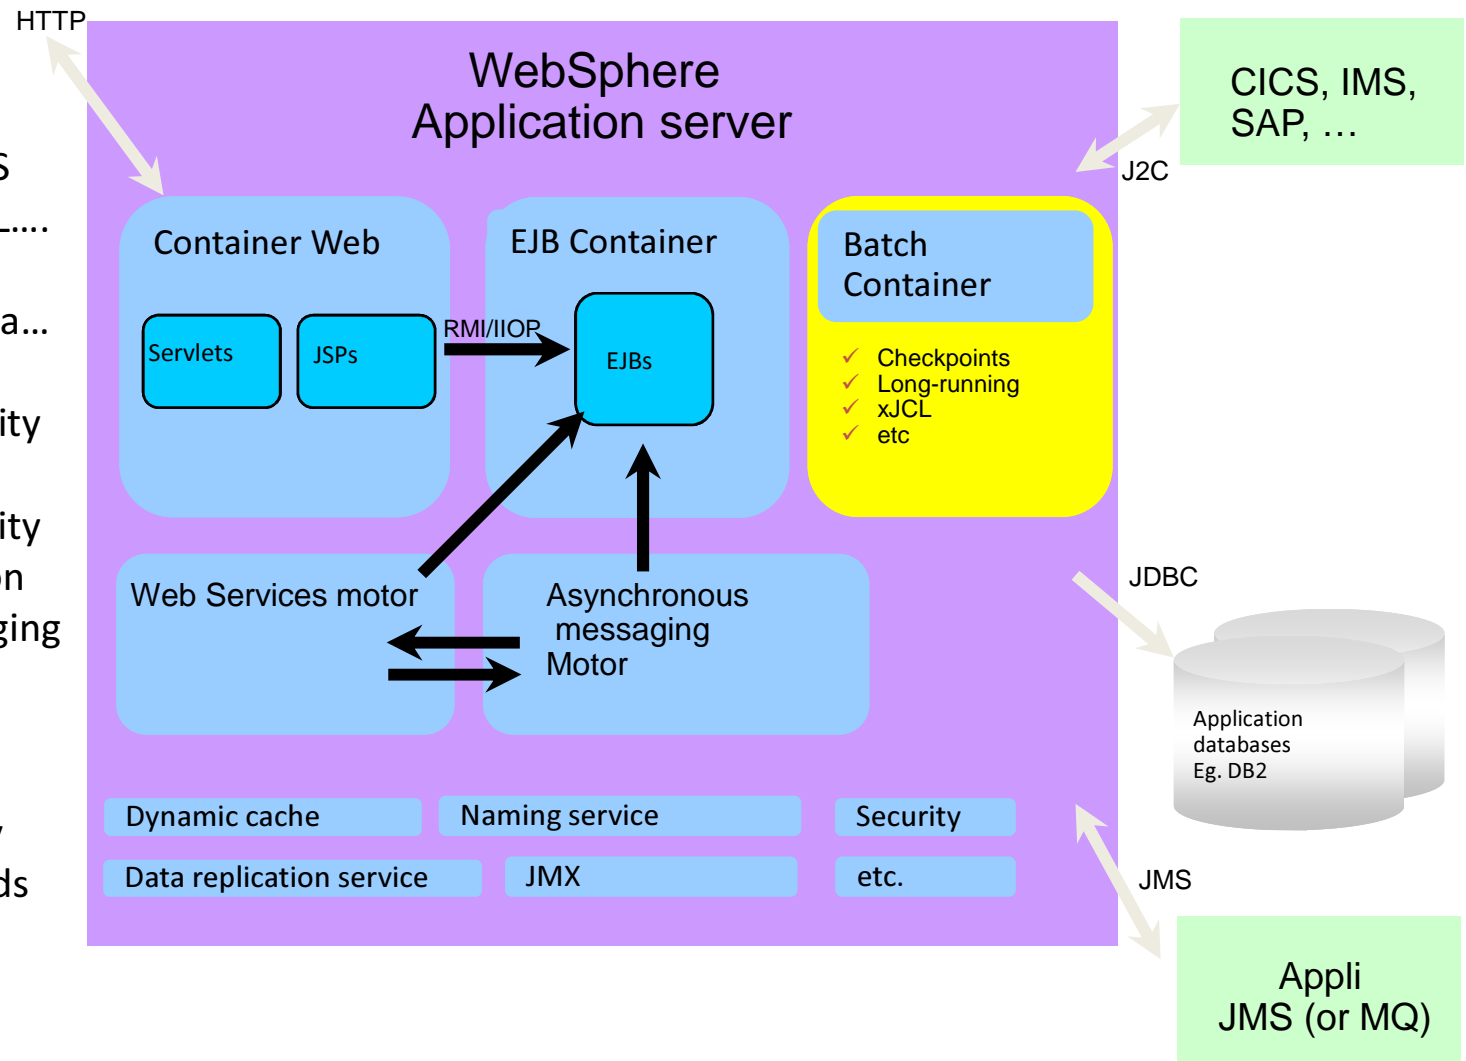 HTTP
WebSphere
Application server
CICS, IMS,
SAP, …
J2C
Container Web
EJB Container
Batch
Container
Servlets
JSPs
RMI/IIOP
EJBs
✓ Checkpoints
✓ Long-running
✓ xJCL
✓ etc
Web Services motor
Asynchronous
messaging
Motor
JDBC
Application
databases
Eg. DB2
Dynamic cache
Naming service
Security
Data replication service
JMX
etc.
JMS
Appli
JMS (or MQ)